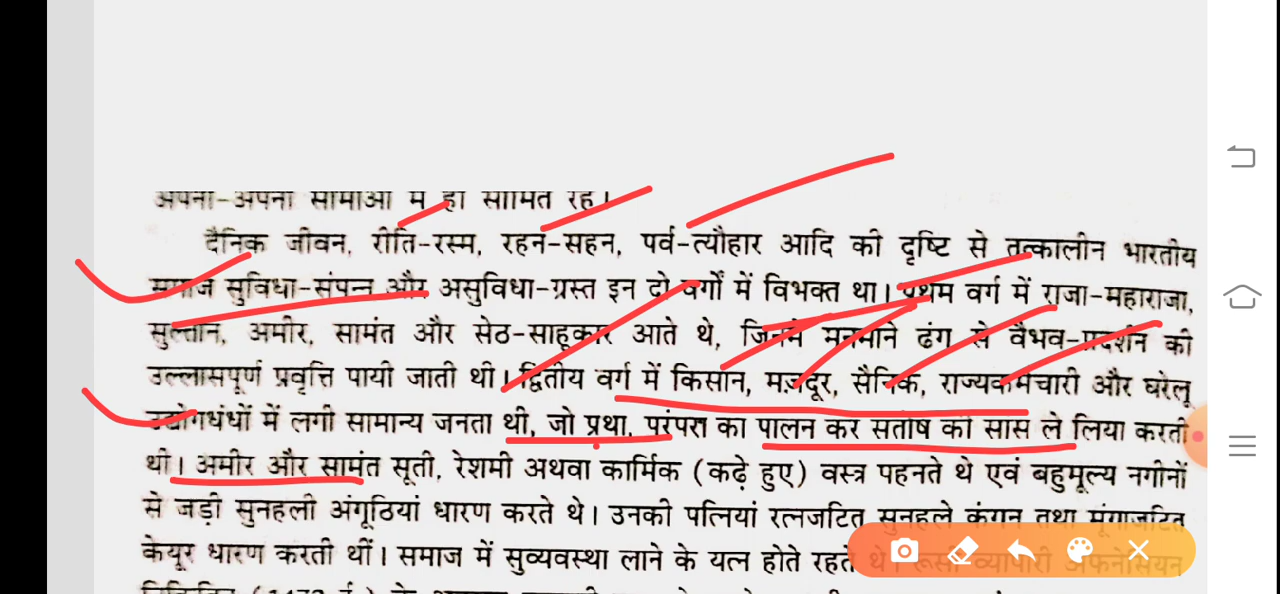 अपना-अपना सीमाओं में ही सीमित रहे।
दैनिक जीवन, रीति-रस्म, रहन-सहन, पर्व-त्यौहार आदि की दृष्टि से तत्कालीन भारतीय
समाज सुविधा-संपन्न और असुविधा-ग्रस्त इन दो वर्गों में विभक्त था। प्रथम वर्ग में राजा-महाराजा,
सुल्तान, अमीर, सामंत और सेठ-साहूकार आते थे, जिनमें मनमाने ढंग से वैभव-प्रदर्शन की
उल्लासपूर्ण प्रवृत्ति पायी जाती थी। द्वितीय वर्ग में किसान, मज़दूर, सैनिक, राज्यकर्मचारी और घरेलू
उद्योगधंधों में लगी सामान्य जनता थी, जो प्रथा, परंपरा का पालन कर संतोष की सांस ले लिया करती
थी। अमीर और सामंत सूती, रेशमी अथवा कार्मिक (कढ़े हुए) वस्त्र पहनते थे एवं बहुमूल्य नगीनों
से जड़ी सुनहली अंगूठियां धारण करते थे। उनकी पत्नियां रत्नजटित सुनहले कंगन तथा मूंगाजटित
केयूर धारण करती थीं। समाज में सुव्यवस्था लाने के यत्न होते रहते थे। रूसी व्यापारी